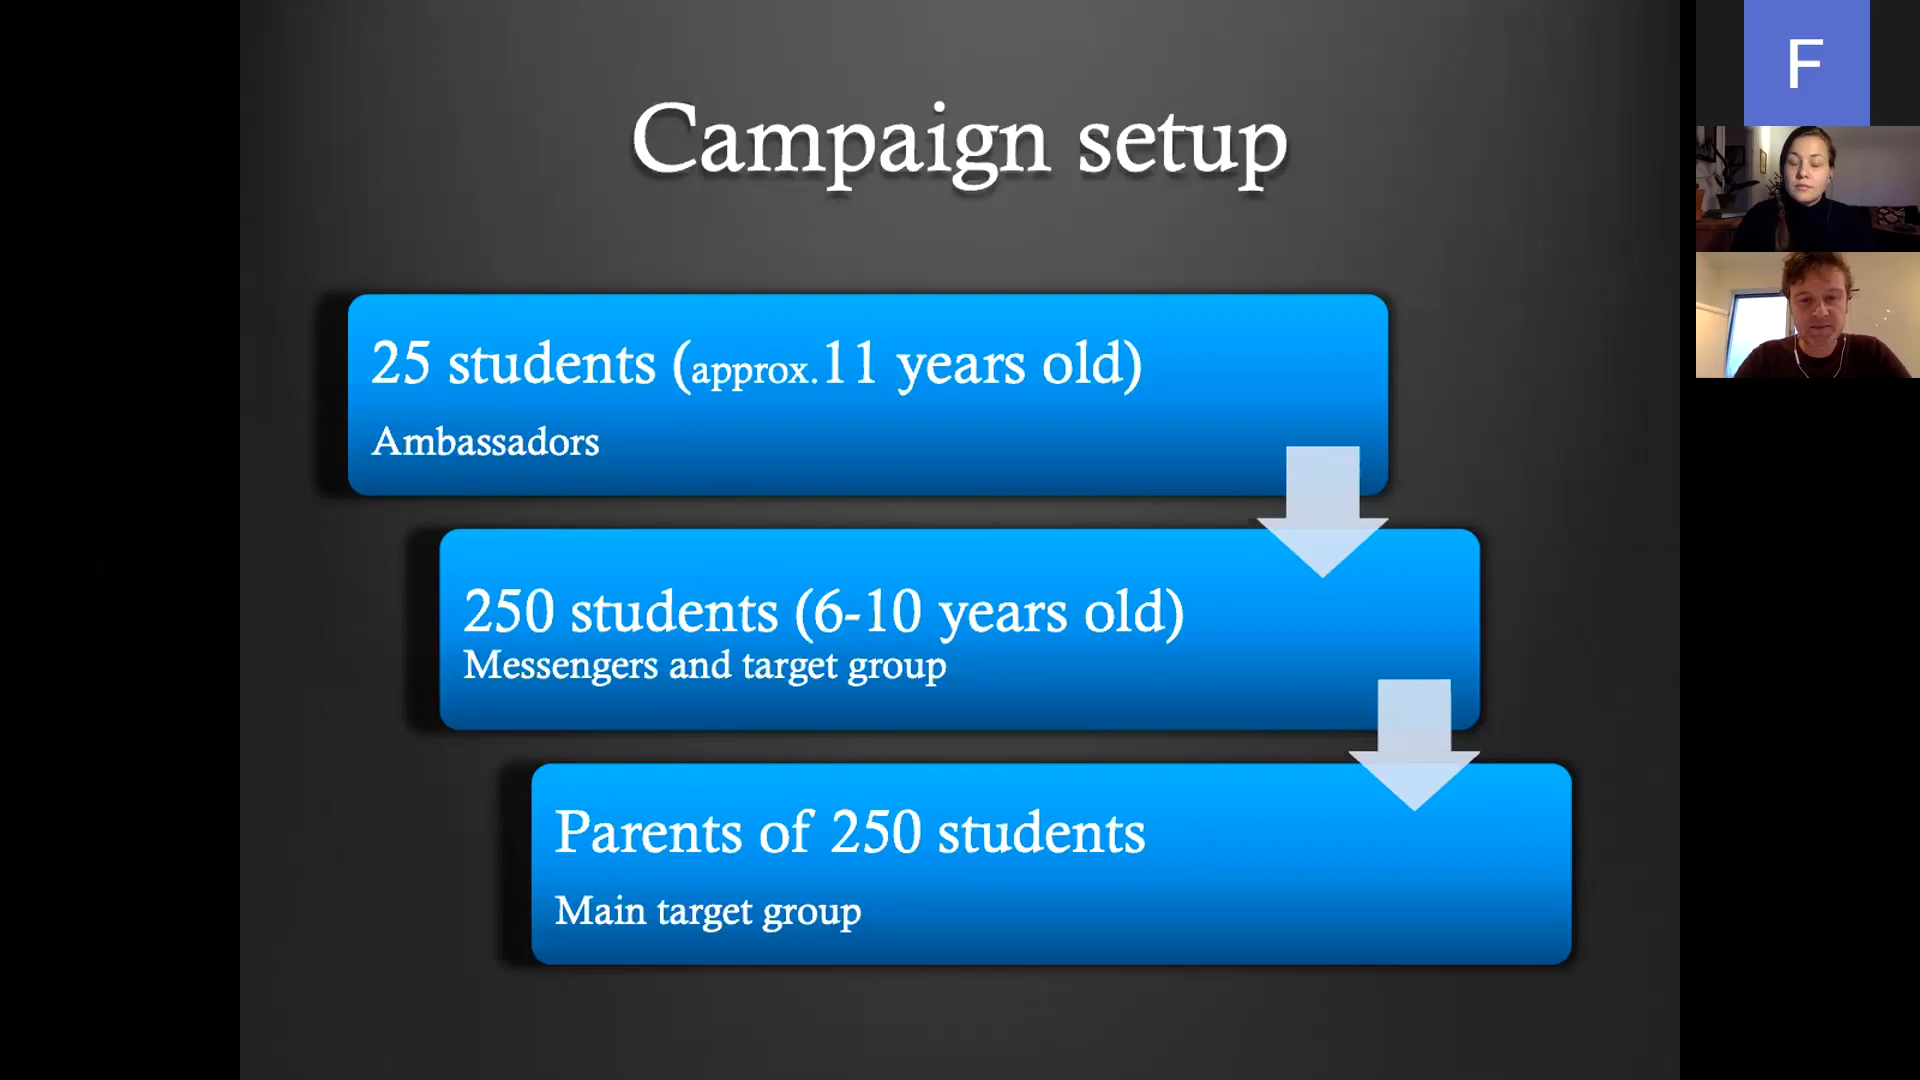 Campaign setup
25 students (approx.11 years old)
Ambassadors
250 students (6-10 years old)
Messengers and target group
Parents of 250 students
Main target group
F